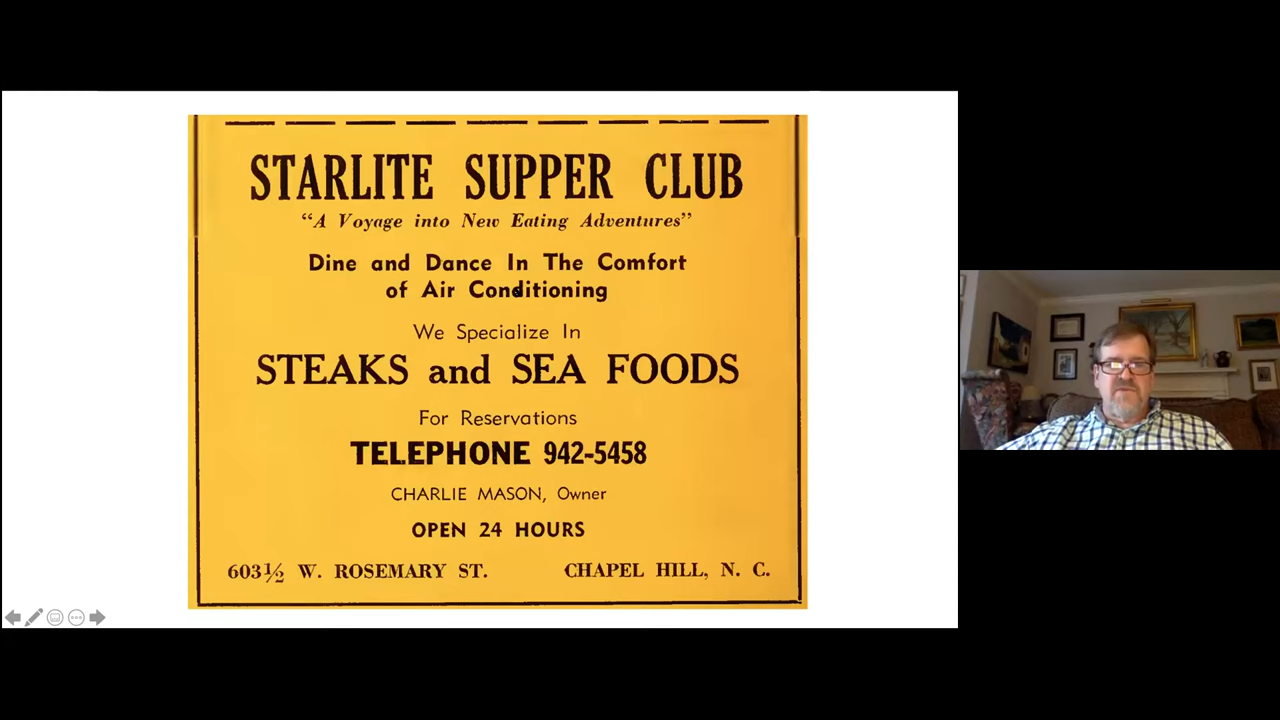 STARLITE SUPPER CLUB
"A Voyage into New Eating Adventures"
Dine and Dance In The Comfort
of Air Conditioning
We Specialize In
STEAKS and SEA FOODS
For Reservations
TELEPHONE 942-5458
CHARLIE MASON, Owner
OPEN 24 HOURS
603½ W. ROSEMARY ST. CHAPEL HILL, N. C.